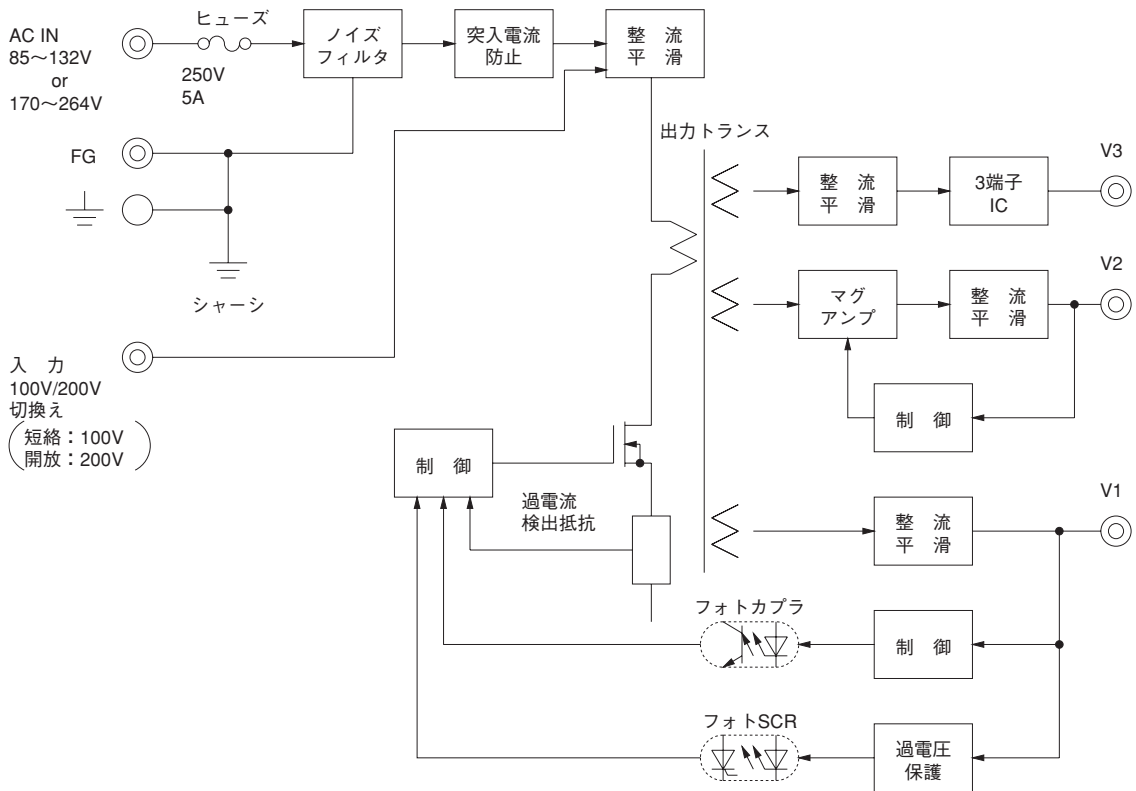 AC IN
85～132V
or
170～264V
ヒューズ
250V
5A
ノイズ
フィルタ
突入電流
防止
整　流
平　滑
FG
シャーシ
入　力
100V/200V
切換え
短絡：100V
開放：200V
出力トランス
整　流
平　滑
3端子
IC
V3
マグ
アンプ
整　流
平　滑
V2
制　御
制　御
過電流
検出抵抗
整　流
平　滑
V1
フォトカプラ
制　御
フォトSCR
過電圧
保護